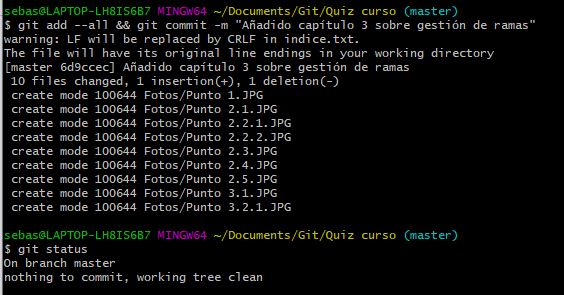 sebas@LAPTOP-LH8IS6B7 MINGW64 ~/Documents/Git/Quiz curso (master)
$ git add --all && git commit -m "Añadido capítulo 3 sobre gestión de ramas"
warning: LF will be replaced by CRLF in indice.txt.
The file will have its original line endings in your working directory
[master 6d9ccec] Añadido capítulo 3 sobre gestión de ramas
 10 files changed, 1 insertion(+), 1 deletion(-)
 create mode 100644 Fotos/Punto 1.JPG
 create mode 100644 Fotos/Punto 2.1.JPG
 create mode 100644 Fotos/Punto 2.2.1.JPG
 create mode 100644 Fotos/Punto 2.2.2.JPG
 create mode 100644 Fotos/Punto 2.3.JPG
 create mode 100644 Fotos/Punto 2.4.JPG
 create mode 100644 Fotos/Punto 2.5.JPG
 create mode 100644 Fotos/Punto 3.1.JPG
 create mode 100644 Fotos/Punto 3.2.1.JPG
sebas@LAPTOP-LH8IS6B7 MINGW64 ~/Documents/Git/Quiz curso (master)
$ git status
On branch master
nothing to commit, working tree clean